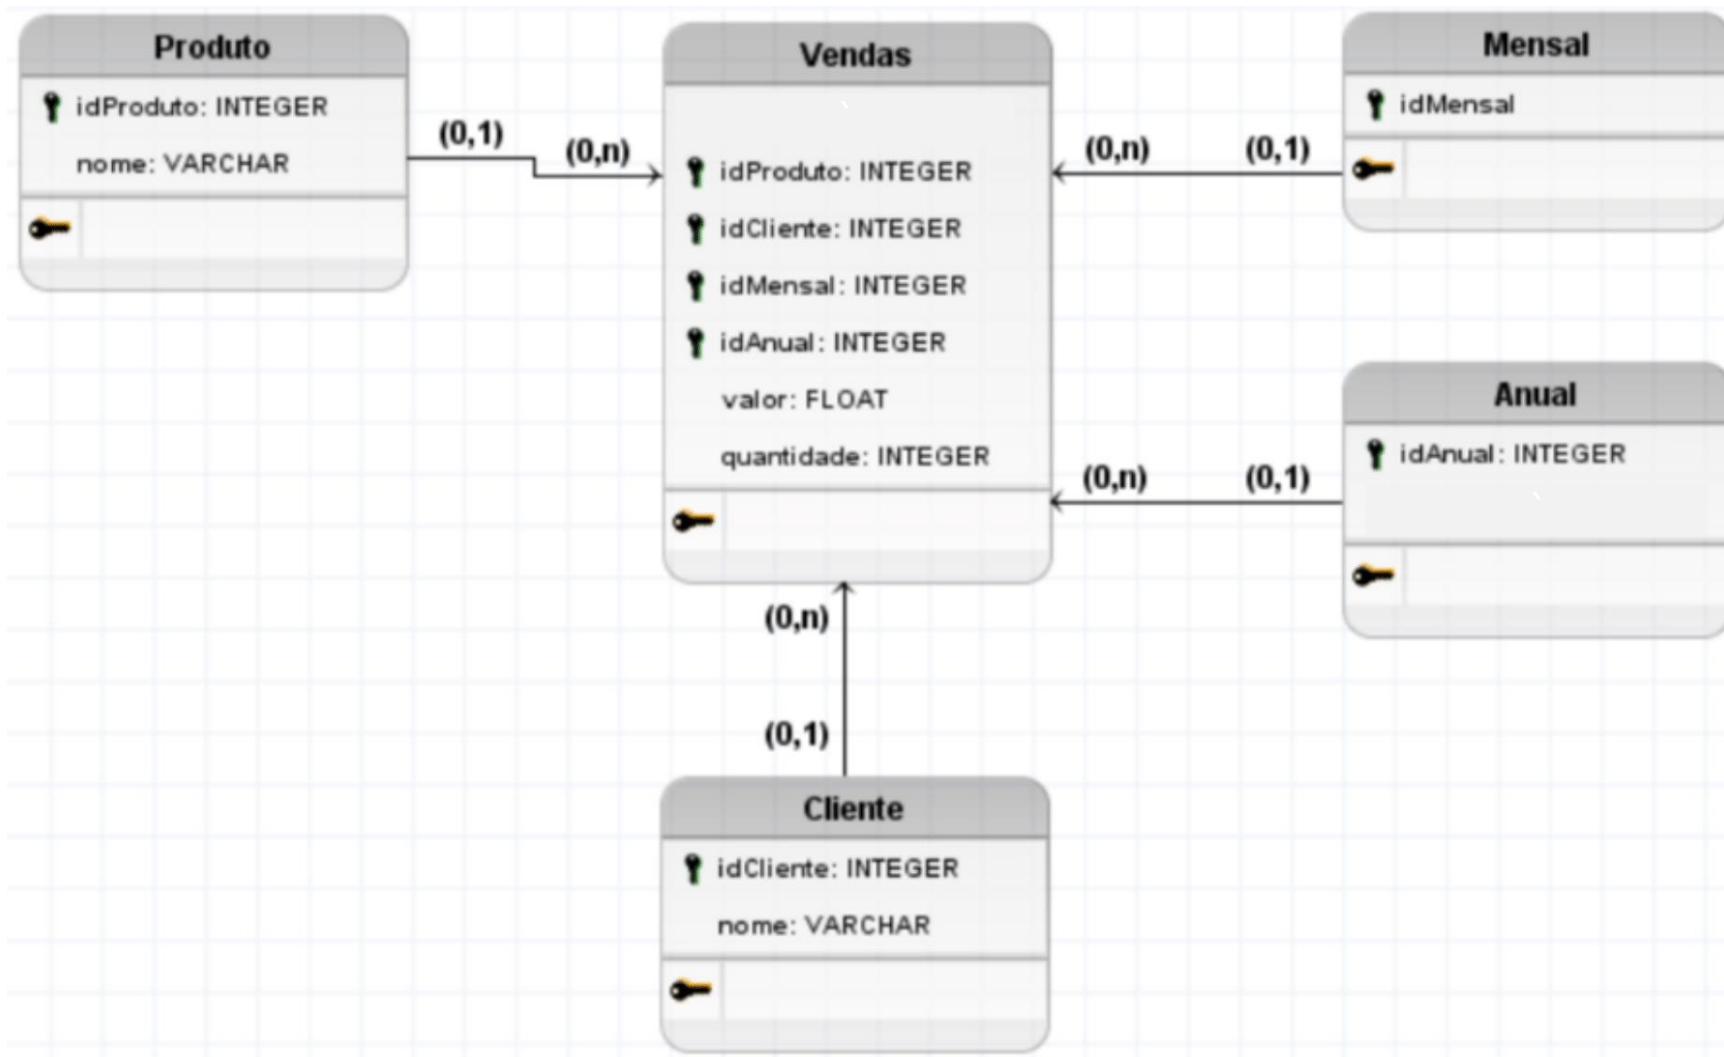 Produto
idProduto: INTEGER
nome: VARCHAR
(0,1)
(0,n)
Vendas
idProduto: INTEGER
idCliente: INTEGER
idMensal: INTEGER
idAnual: INTEGER
valor: FLOAT
quantidade: INTEGER
(0,n)
(0,1)
Mensal
idMensal
(0,n)
(0,1)
Anual
idAnual: INTEGER
(0,n)
(0,1)
Cliente
idCliente: INTEGER
nome: VARCHAR